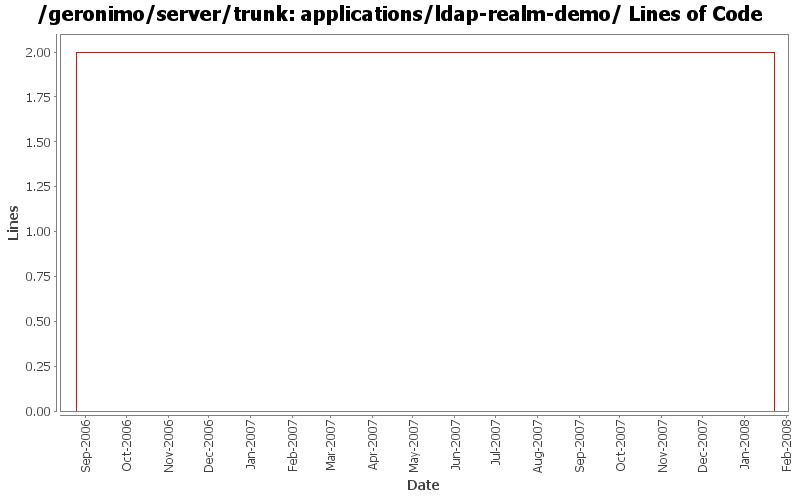 /geronimo/server/trunk: applications/ldap-realm-demo/ Lines of Code
2.00
1.75
1.50
1.25
1.00
0.75
0.50
0.25
0.00
Lines
Sep-2006
Oct-2006
Nov-2006
Dec-2006
Jan-2007
Feb-2007
Mar-2007
Apr-2007
May-2007
Jun-2007
Jul-2007
Aug-2007
Sep-2007
Oct-2007
Nov-2007
Dec-2007
Jan-2008
Feb-2008
Date